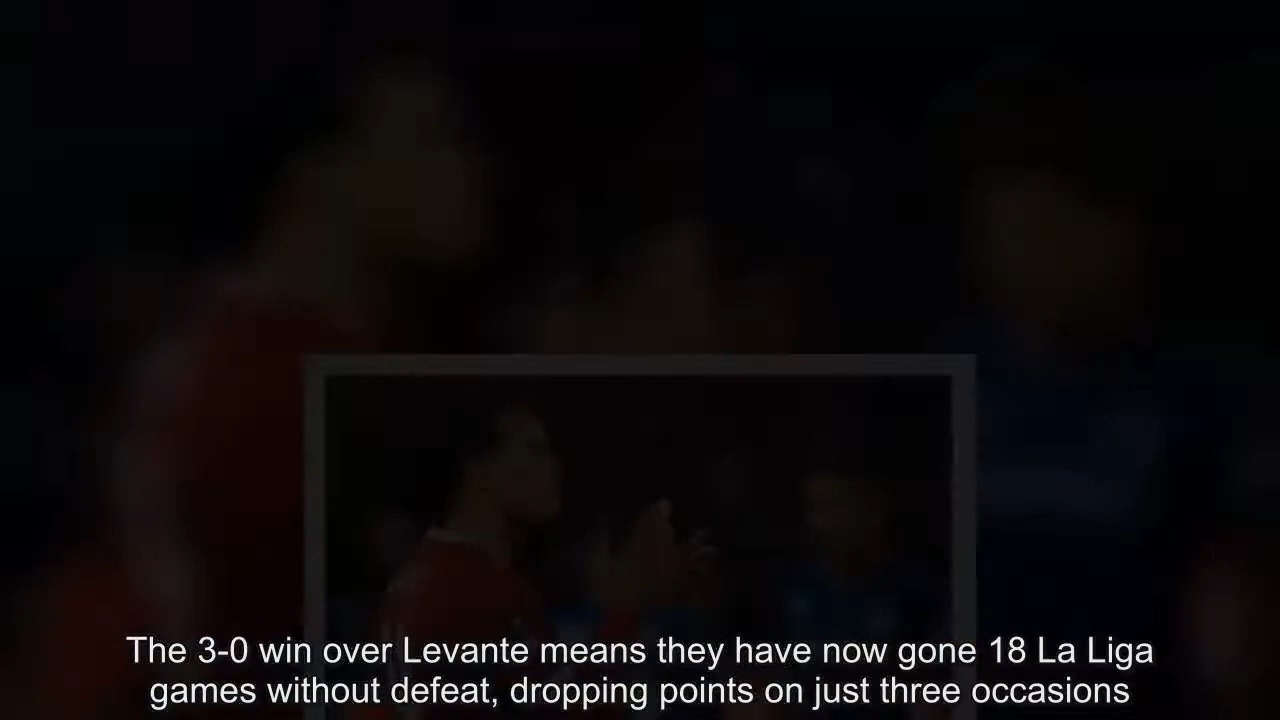 The 3-0 win over Levante means they have now gone 18 La Liga
games without defeat, dropping points on just three occasions